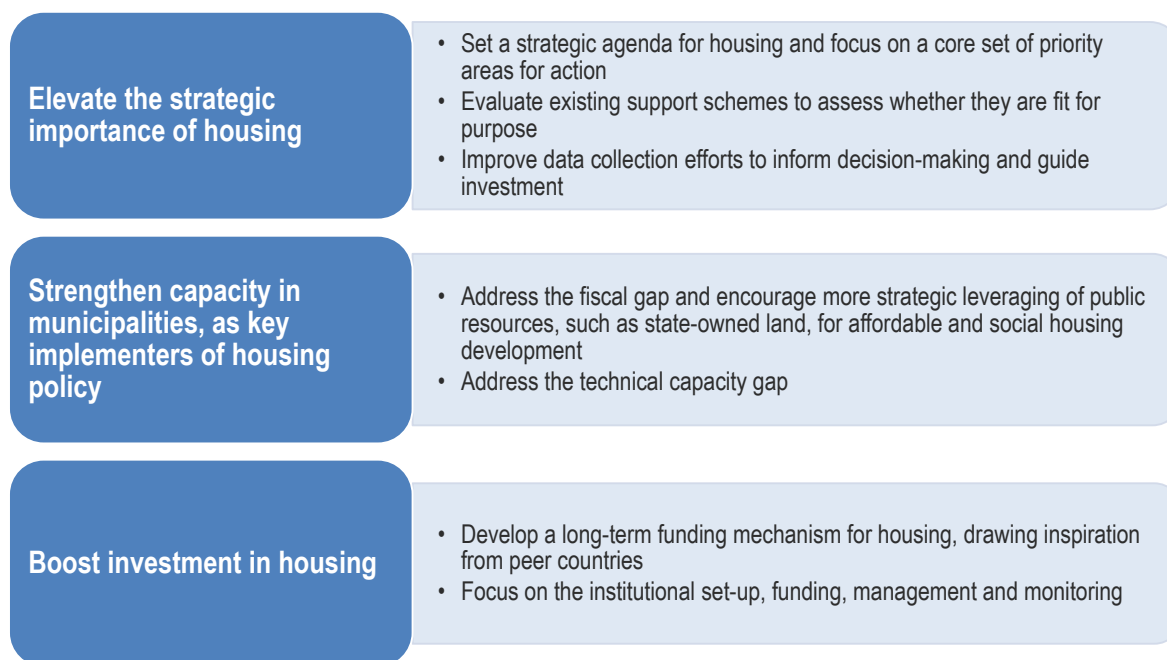 Elevate the strategic
importance of housing
• Set a strategic agenda for housing and focus on a core set of priority
areas for action
• Evaluate existing support schemes to assess whether they are fit for
purpose
• Improve data collection efforts to inform decision-making and guide
investment
Strengthen capacity in
municipalities, as key
implementers of housing
policy
• Address the fiscal gap and encourage more strategic leveraging of public
resources, such as state-owned land, for affordable and social housing
development
• Address the technical capacity gap
Boost investment in housing
• Develop a long-term funding mechanism for housing, drawing inspiration
from peer countries
• Focus on the institutional set-up, funding, management and monitoring